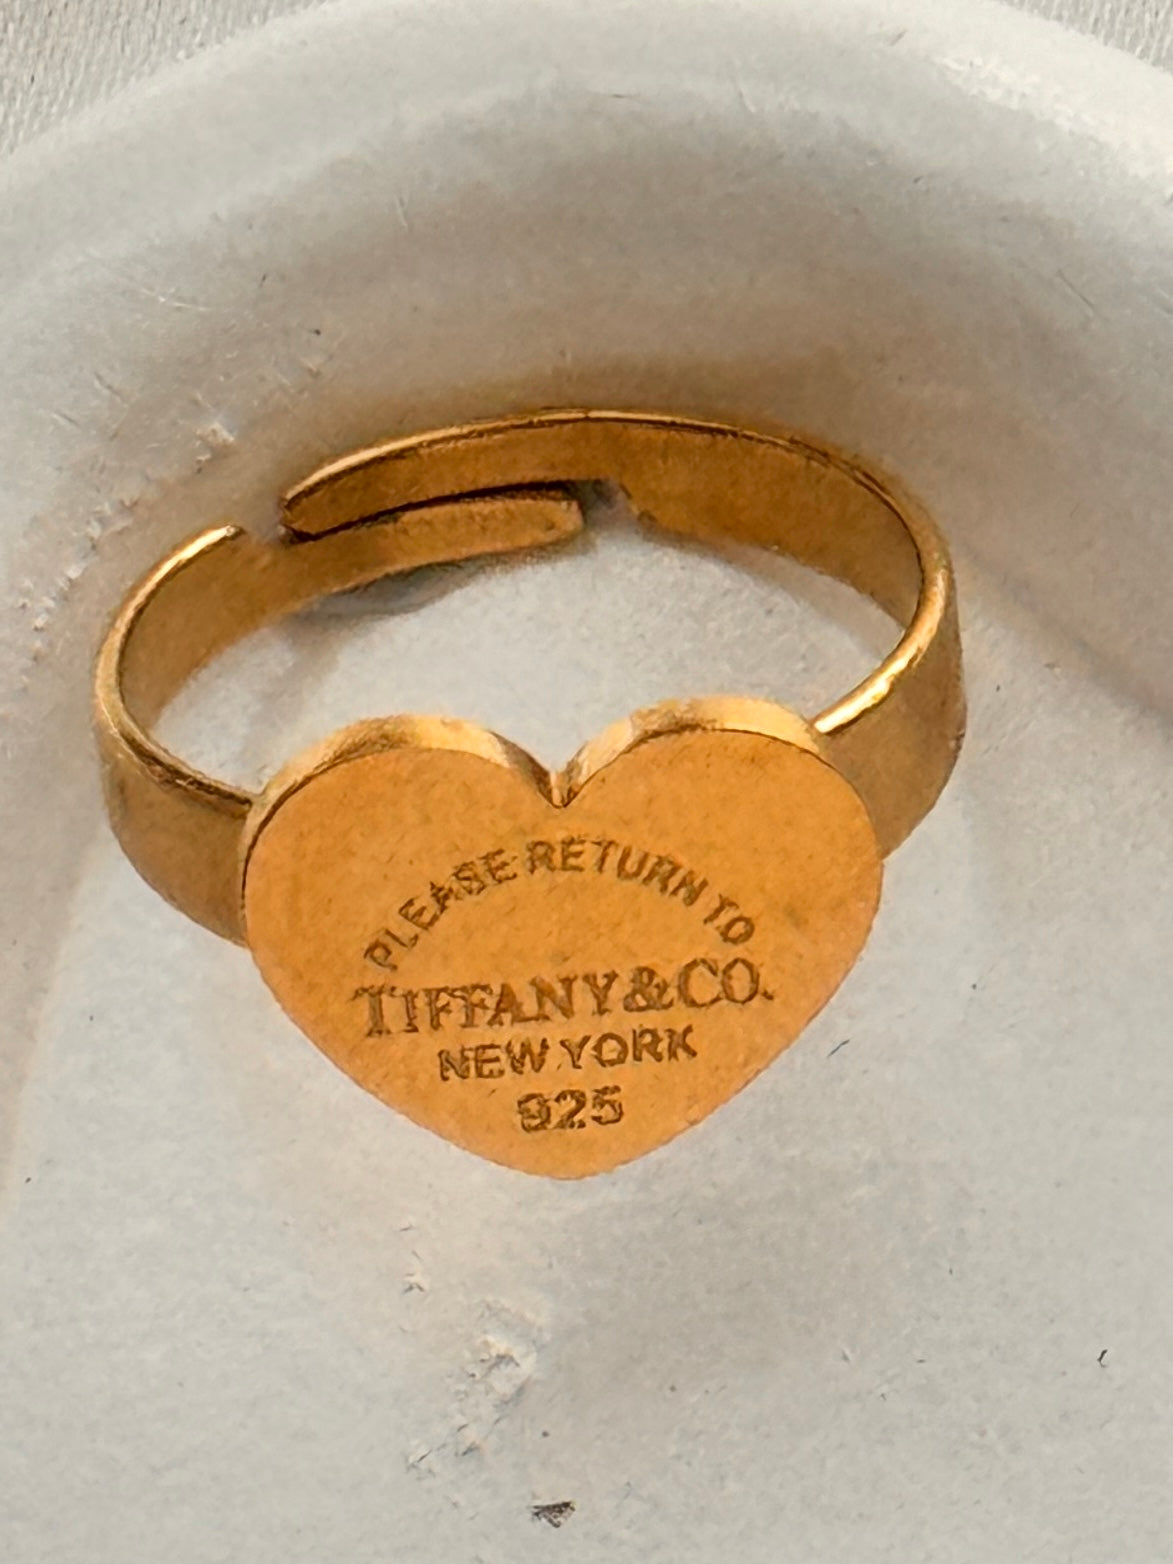 PLEASE RETURN TO
TIFFANY&CO.
NEW YORK
925